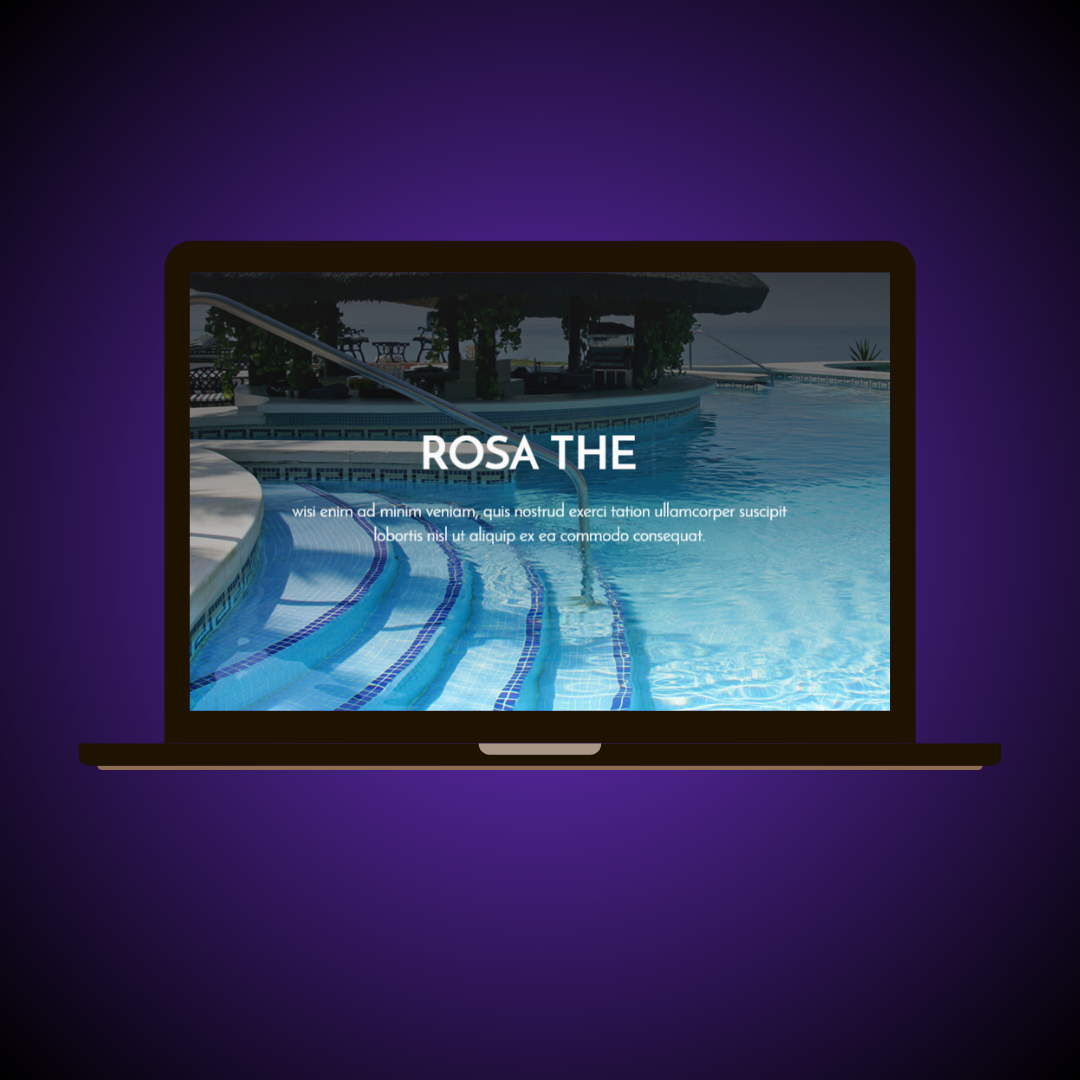 ROSA THE
wisi enim ad minim veniam, quis nostrud exerci tation ullamcorper suscipit
lobortis nisl ut aliquip ex ea commodo consequat.